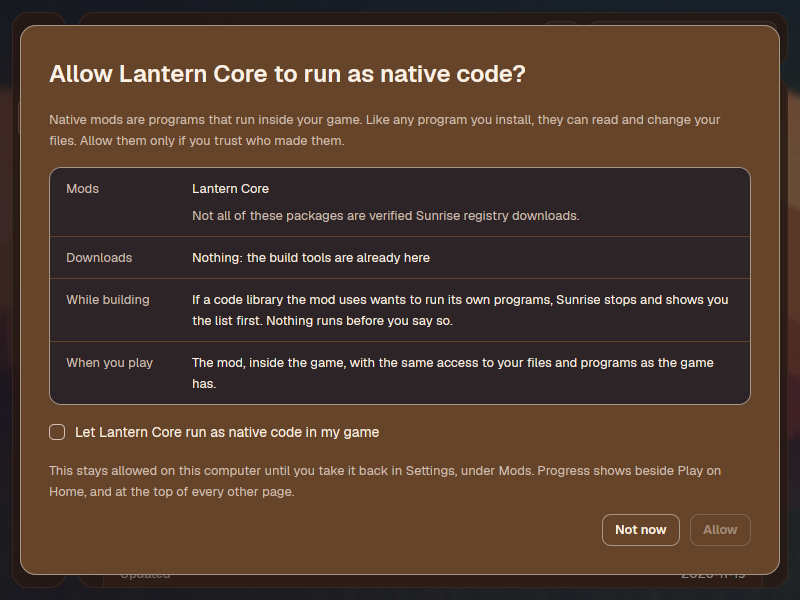 Allow Lantern Core to run as native code?
Native mods are programs that run inside your game. Like any program you install, they can read and change your
files. Allow them only if you trust who made them.
Mods
Lantern Core
Not all of these packages are verified Sunrise registry downloads.
Downloads
Nothing: the build tools are already here
While building
If a code library the mod uses wants to run its own programs, Sunrise stops and shows you
the list first. Nothing runs before you say so.
When you play
The mod, inside the game, with the same access to your files and programs as the game
has.
Let Lantern Core run as native code in my game
This stays allowed on this computer until you take it back in Settings, under Mods. Progress shows beside Play on
Home, and at the top of every other page.
Not now
Allow
Updated